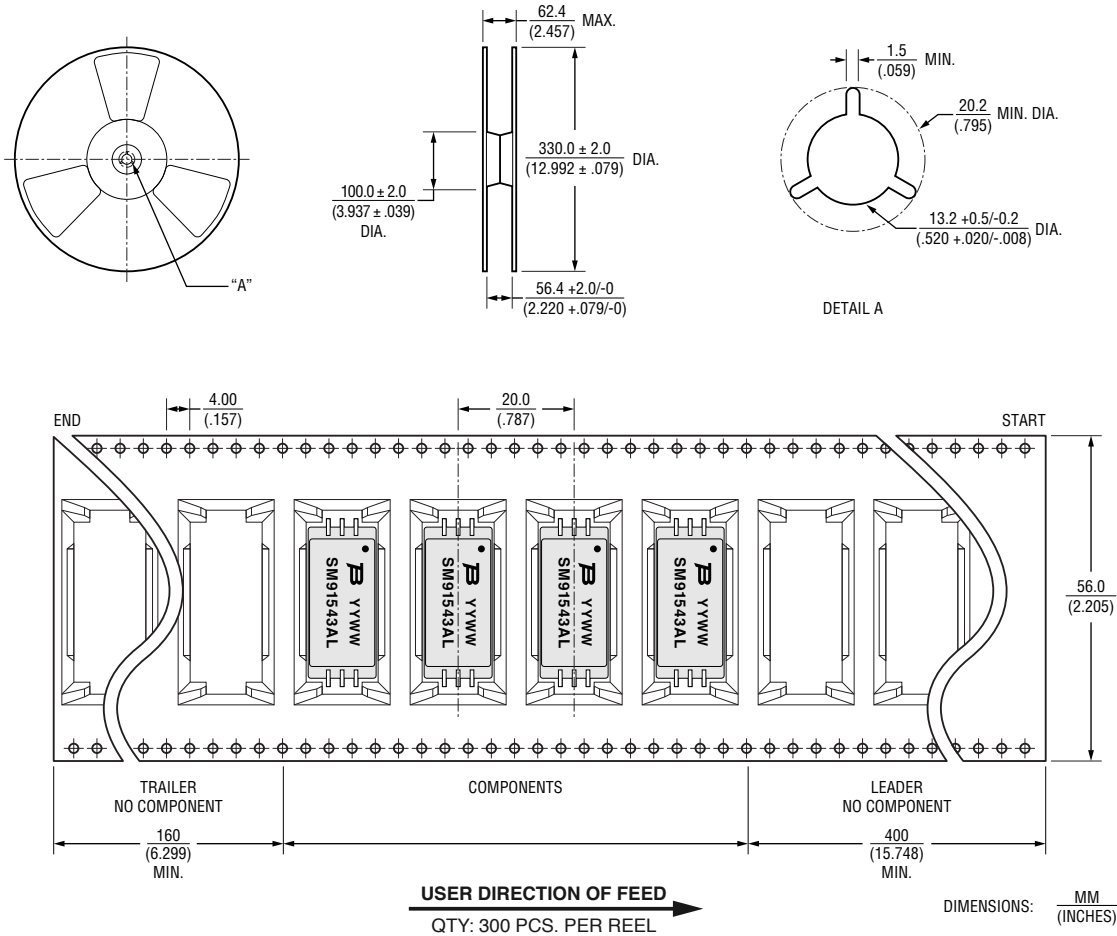 62.4
(2.457)
MAX.
1.5
(.059)
MIN.
20.2
(.795)
MIN. DIA.
330.0 ± 2.0
(12.992 ± .079)
DIA.
100.0 ± 2.0
(3.937 ± .039)
DIA.
13.2 +0.5/-0.2
(.520 +.020/-.008)
DIA.
“A”
56.4 +2.0/-0
(2.220 +.079/-0)
DETAIL A
END
4.00
(.157)
20.0
(.787)
START
YYWW
SM91543AL
YYWW
SM91543AL
YYWW
SM91543AL
YYWW
SM91543AL
56.0
(2.205)
TRAILER
NO COMPONENT
COMPONENTS
LEADER
NO COMPONENT
160
(6.299)
MIN.
400
(15.748)
MIN.
USER DIRECTION OF FEED
QTY: 300 PCS. PER REEL
DIMENSIONS:
MM
(INCHES)